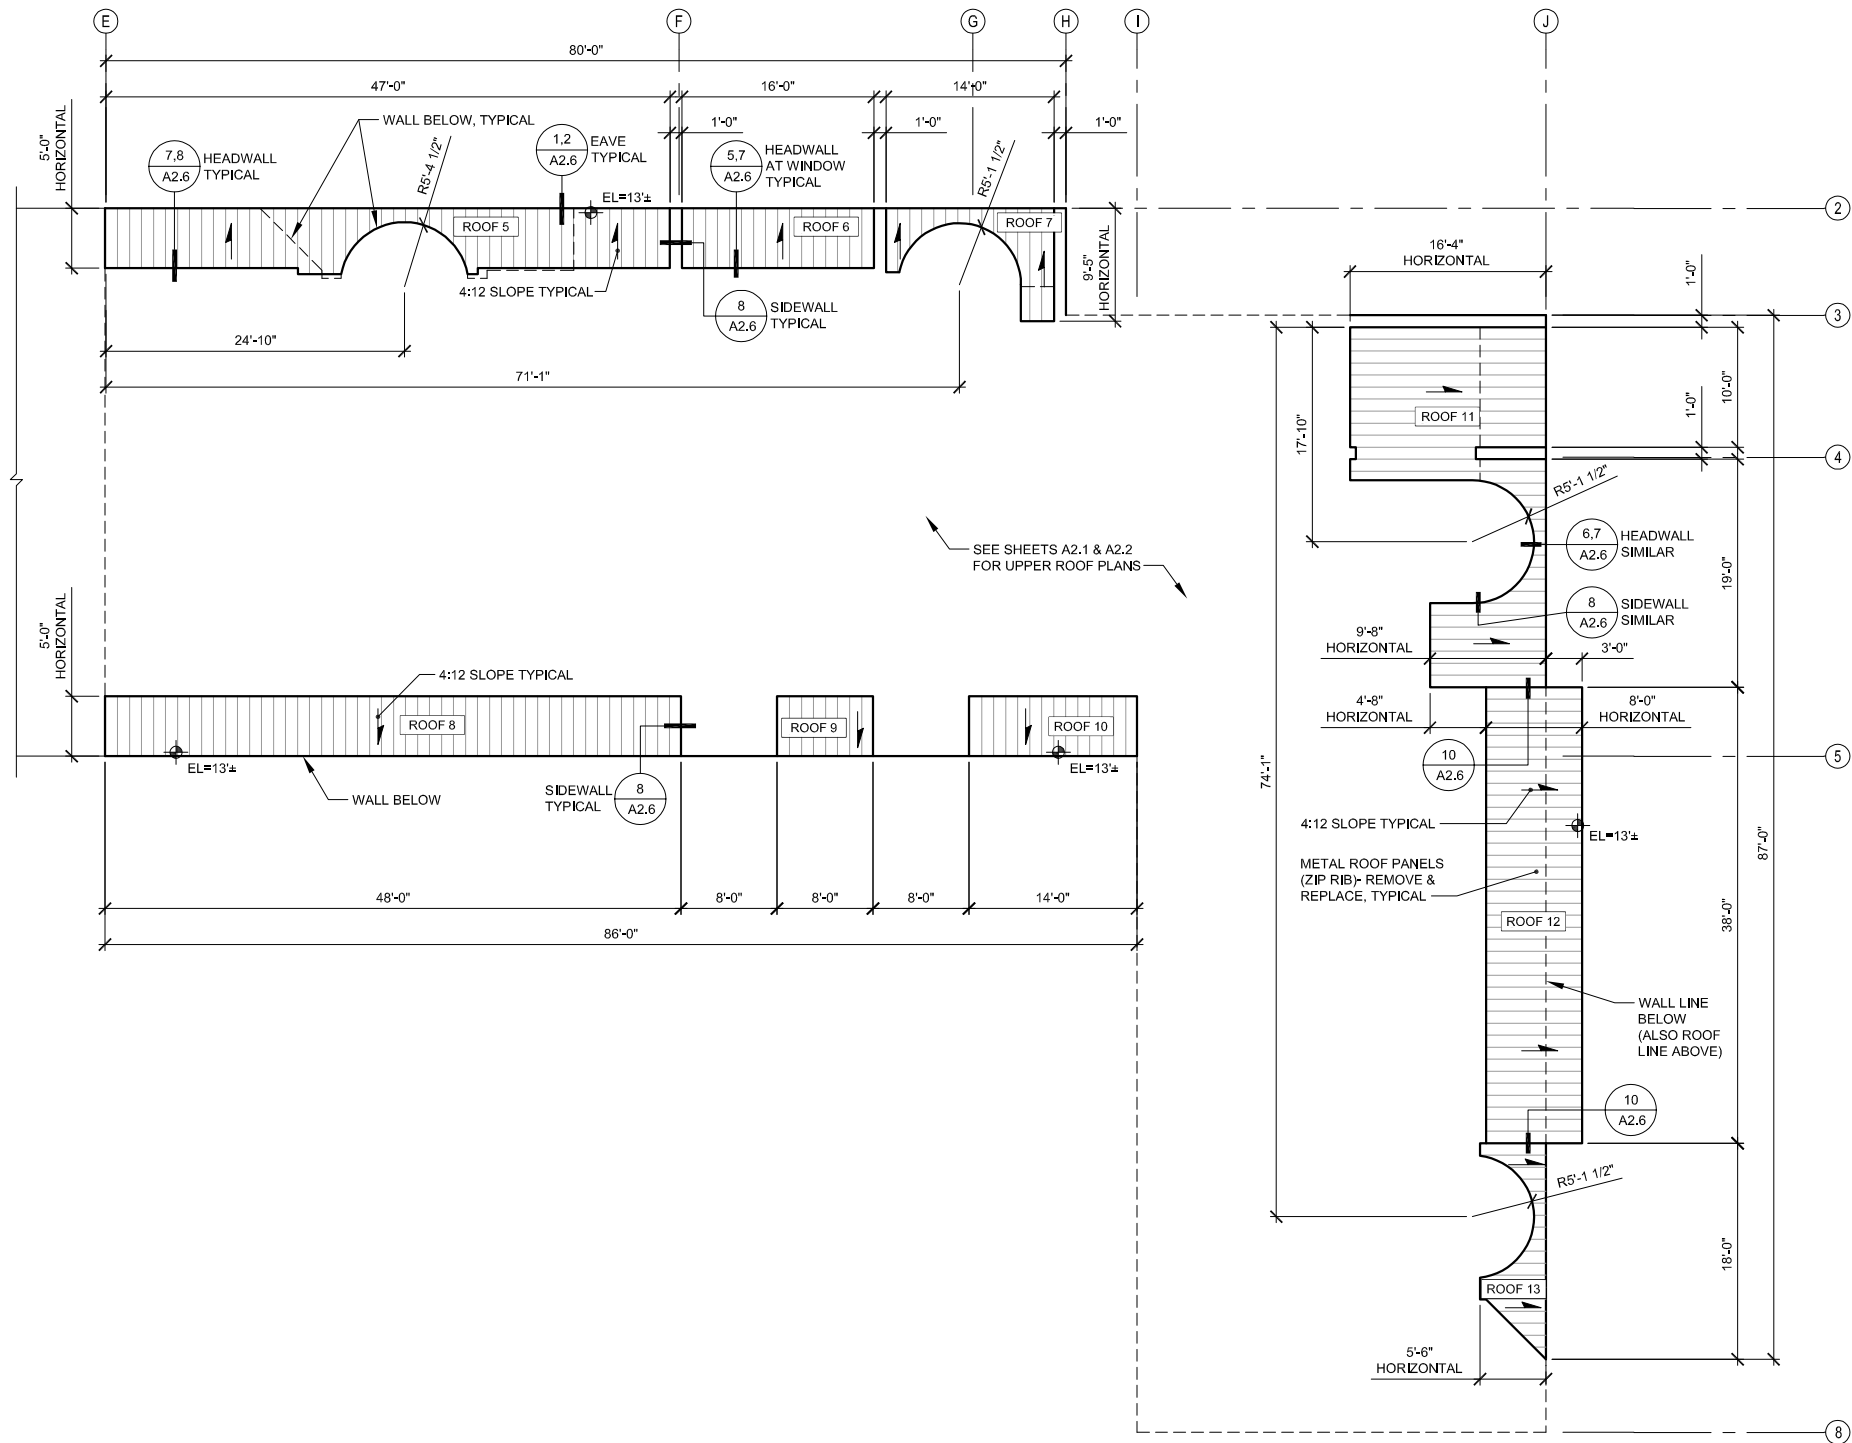 E
F
G
H
I
J
80'-0"
47'-0"
16'-0"
14'-0"
5'-0"
HORIZONTAL
WALL BELOW, TYPICAL
1'-0"
1'-0"
1'-0"
7,8
A2.6
HEADWALL
TYPICAL
R5'-4 1/2"
1,2
A2.6
EAVE
TYPICAL
5,7
A2.6
HEADWALL
AT WINDOW
TYPICAL
R5'-1 1/2"
EL=13'±
2
ROOF 5
ROOF 6
ROOF 7
9'-5"
HORIZONTAL
16'-4"
HORIZONTAL
1'-0"
4:12 SLOPE TYPICAL
8
A2.6
SIDEWALL
TYPICAL
3
24'-10"
71'-1"
ROOF 11
10'-0"
1'-0"
17'-10"
4
R5'-1 1/2"
SEE SHEETS A2.1 & A2.2
FOR UPPER ROOF PLANS
6,7
A2.6
HEADWALL
SIMILAR
19'-0"
8
A2.6
SIDEWALL
SIMILAR
5'-0"
HORIZONTAL
9'-8"
HORIZONTAL
3'-0"
4:12 SLOPE TYPICAL
4'-8"
HORIZONTAL
8'-0"
HORIZONTAL
ROOF 8
ROOF 9
ROOF 10
10
A2.6
5
EL=13'±
EL=13'±
WALL BELOW
SIDEWALL
TYPICAL
8
A2.6
74'-1"
4:12 SLOPE TYPICAL
EL=13'±
87'-0"
METAL ROOF PANELS
(ZIP RIB)- REMOVE &
REPLACE, TYPICAL
48'-0"
8'-0"
8'-0"
8'-0"
14'-0"
ROOF 12
38'-0"
86'-0"
WALL LINE
BELOW
(ALSO ROOF
LINE ABOVE)
10
A2.6
R5'-1 1/2"
18'-0"
ROOF 13
5'-6"
HORIZONTAL
8